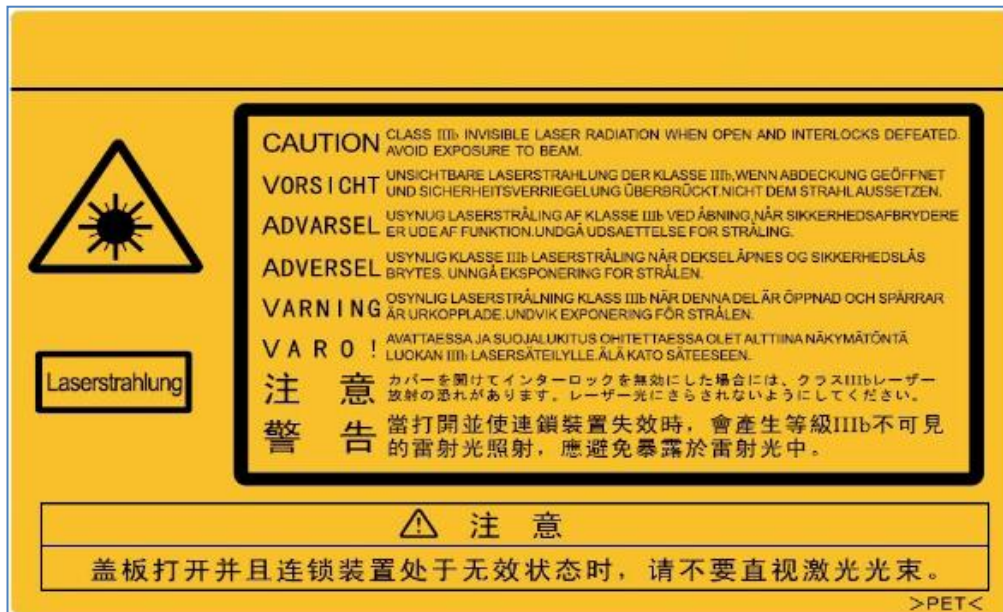 CAUTION CLASS IIIb INVISIBLE LASER RADIATION WHEN OPEN AND INTERLOCKS DEFEATED.
AVOID EXPOSURE TO BEAM.
VORSICHT UNSICHTBARE LASERSTRAHLUNG DER KLASSE IIIb,WENN ABDECKUNG GEÖFFNET
UND SICHERHEITSVERRIEGELUNG ÜBERBRÜCKT.NICHT DEM STRAHL AUSSETZEN.
ADVARSEL USYNUG LASERSTRÅLING AF KLASSE IIIb VED ÅBNING,NÅR SIKKERHEDSAFBRYDERE
ER UDE AF FUNKTION.UNDGÅ UDSAETTELSE FOR STRÅLING.
ADVERSEL USYNLIG KLASSE IIIb LASERSTRÅLING NÅR DEKSEL ÅPNES OG SIKKERHEDSLÅS
BRYTES. UNNGÅ EKSPONERING FOR STRÅLEN.
VARNING OSYNLIG LASERSTRÅLNING KLASS IIIb NÄR DENNA DEL ÄR ÖPPNAD OCH SPÄRRAR
ÄR URKOPPLADE.UNDVIK EXPONERING FÖR STRÅLEN.
VARO! AVATTAESSA JA SUOJALUKITUS OHITETTAESSA OLET ALTTIINA NÄKYMÄTÖNTÄ
LUOKAN IIIb LASERSÄTEILYLLE.ÄLÄ KATO SÄTEESEEN.
Laserstrahlung
注 意 カバーを開けてインターロックを無効にした場合には、クラスIIIbレーザー
放射の恐れがあります。レーザー光にさらされないようにしてください。
警 告 當打開並使連鎖裝置失效時，會產生等級IIIb不可見
的雷射光照射，應避免暴露於雷射光中。
注 意
盖板打开并且连锁装置处于无效状态时，请不要直视激光光束。
>PET<